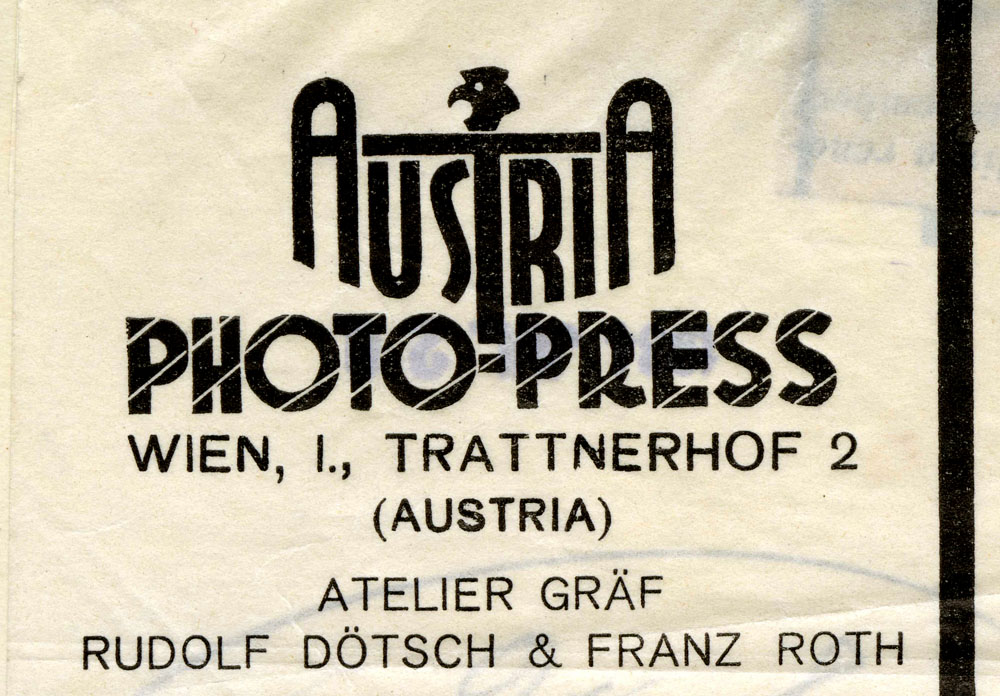 AUSTRIA
PHOTO-PRESS
WIEN, I., TRATTNERHOF 2
(AUSTRIA)
ATELIER GRÄF
RUDOLF DÖTSCH & FRANZ ROTH